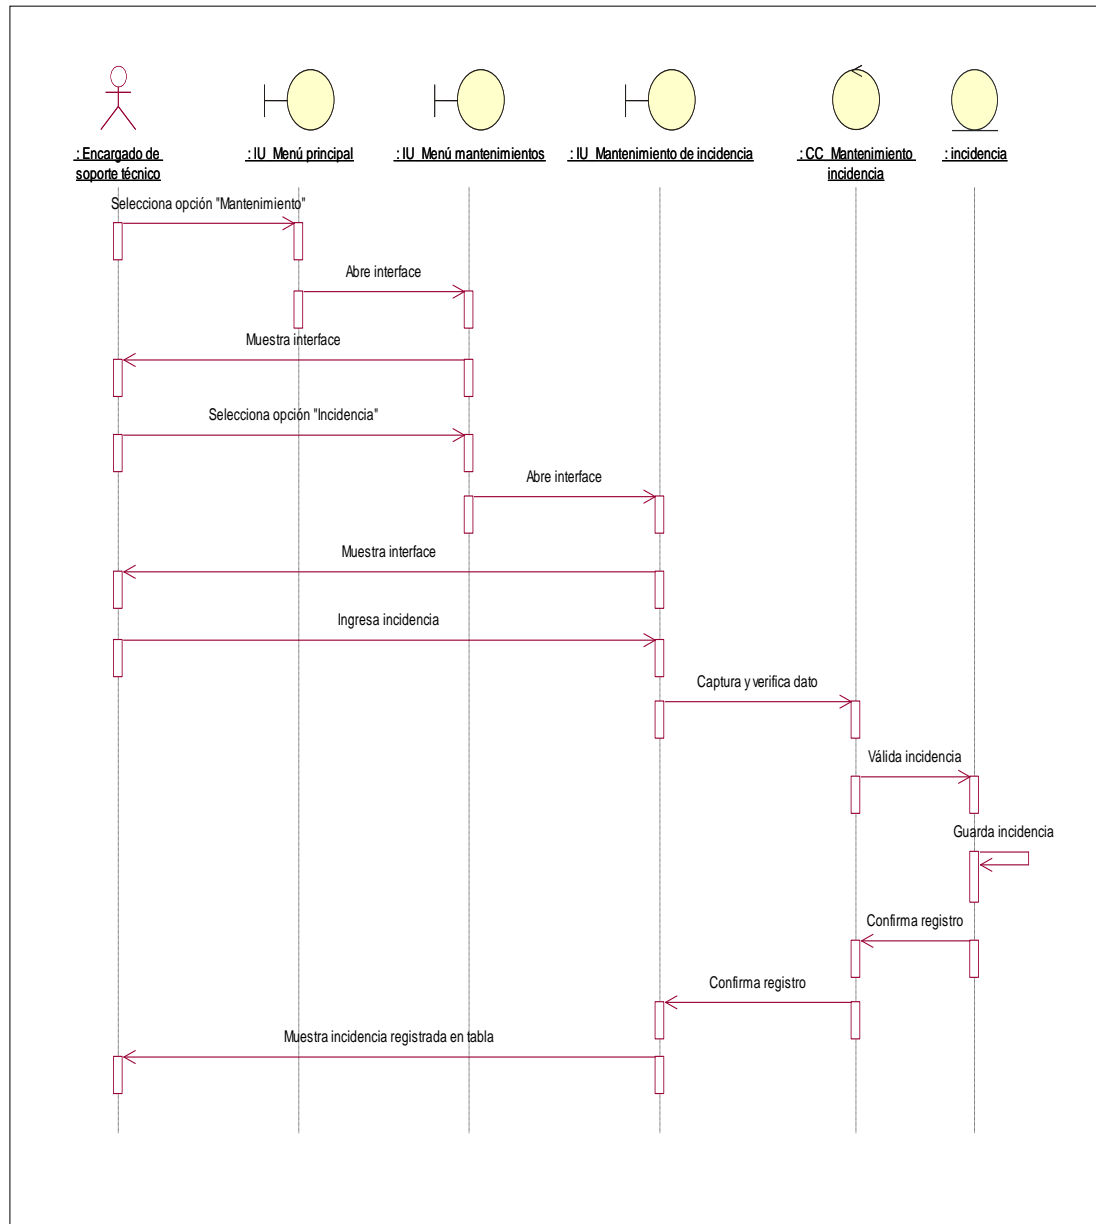 : Encargado de
soporte técnico
: IU_Menú principal
: IU_Menú mantenimientos
: IU_Mantenimiento de incidencia
: CC_Mantenimiento
incidencia
: incidencia
Selecciona opción "Mantenimiento"
Abre interface
Muestra interface
Selecciona opción "Incidencia"
Abre interface
Muestra interface
Ingresa incidencia
Captura y verifica dato
Válida incidencia
Guarda incidencia
Confirma registro
Confirma registro
Muestra incidencia registrada en tabla